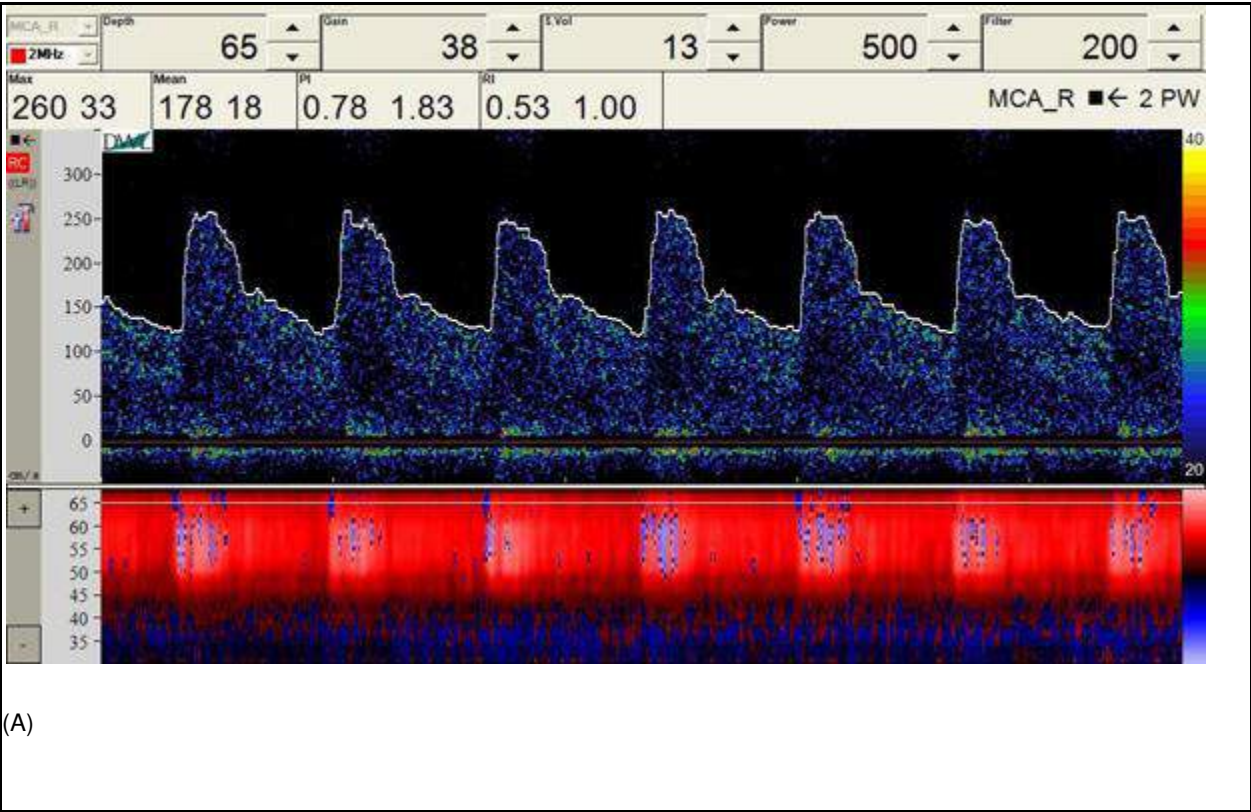 MCA_R Depth 65 Gain 38 S.Vol 13 Power 500 Filter 200
2MHz
Max 260 33 Mean 178 18 PI 0.78 1.83 RI 0.53 1.00 MCA_R ■← 2 PW
■← DWL 40
RC
((LR))
300
250
200
150
100
50
0
cm/s 20
+ 65
60
55
50
45
40
- 35
(A)